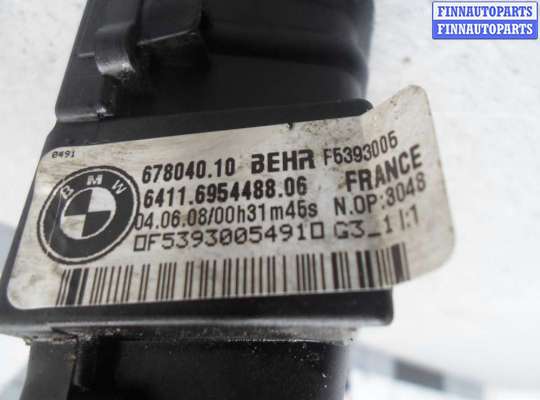 FINNAUTOPARTS
FINNAUTOPARTS
0491
678040.10 BEHR F5393005
BMW
6411.6954488.06 FRANCE
04.06.08/00h31m45s N.OP:3048
F5393005491 G3_1 I:1